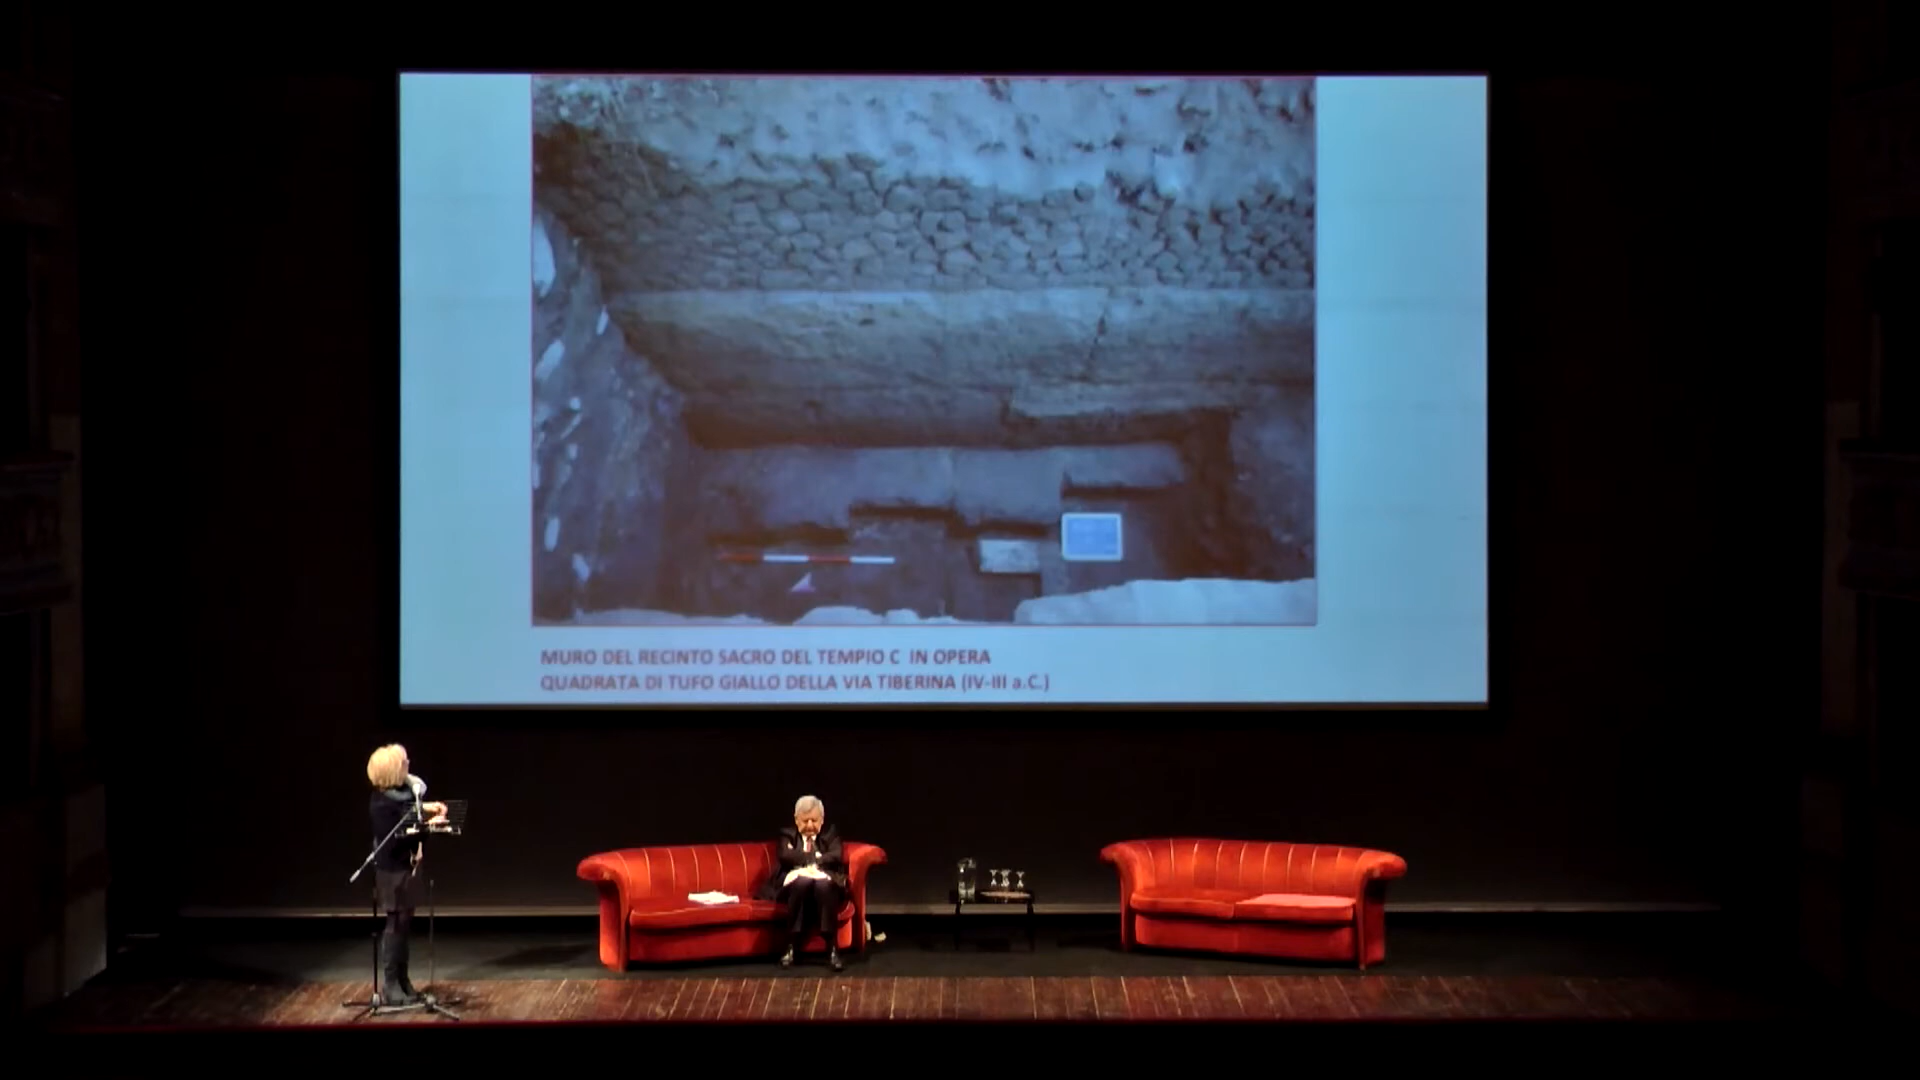 MURO DEL RECINTO SACRO DEL TEMPIO C IN OPERA
QUADRATA DI TUFO GIALLO DELLA VIA TIBERINA (IV-III a.C.)